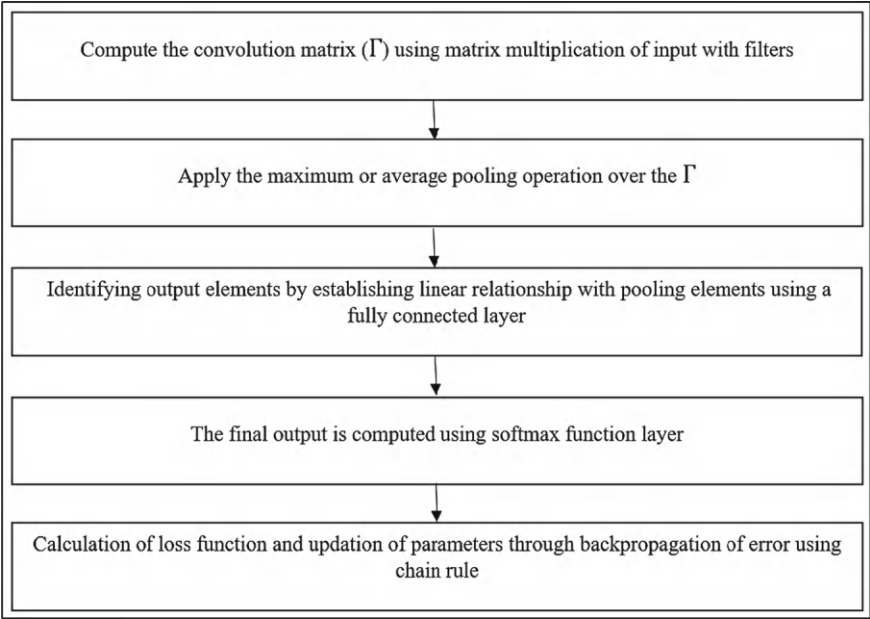 Compute the convolution matrix (Γ) using matrix multiplication of input with filters
Apply the maximum or average pooling operation over the Γ
Identifying output elements by establishing linear relationship with pooling elements using a
fully connected layer
The final output is computed using softmax function layer
Calculation of loss function and updation of parameters through backpropagation of error using
chain rule